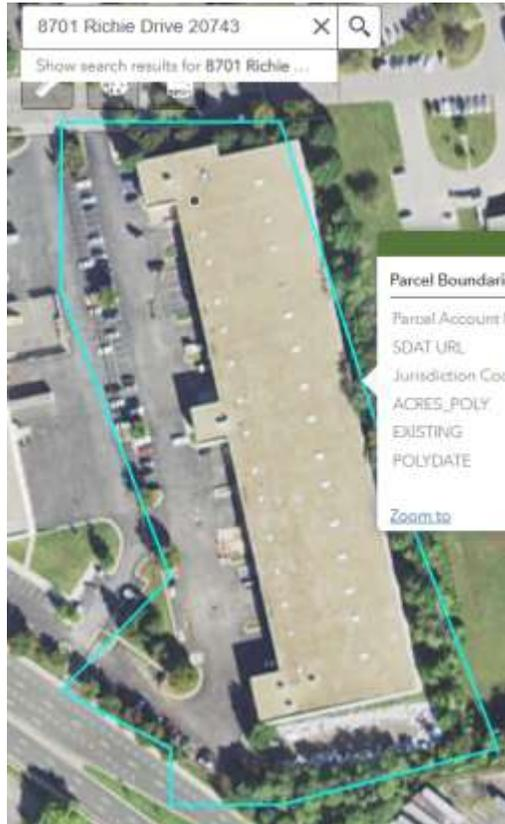 8701 Richie Drive 20743
Show search results for 8701 Richie ...
Parcel Boundari
Parcel Account
SDAT URL
Jurisdiction Coo
ACRES_POLY
EXISTING
POLYDATE
Zoom to